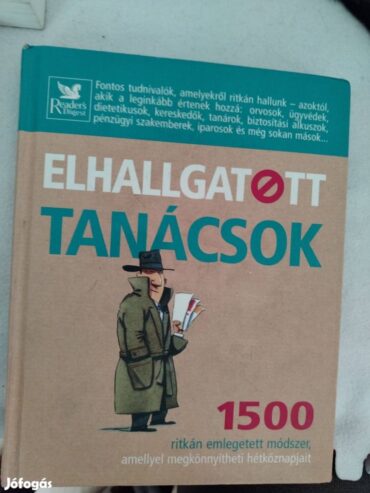 Reader's
Digest
Fontos tudnivalók, amelyekről ritkán hallunk – azoktól,
akik a leginkább értenek hozzá: orvosok, ügyvédek,
dietetikusok, kereskedők, tanárok, biztosítási alkuszok,
pénzügyi szakemberek, iparosok és még sokan mások...
ELHALLGATOTT
TANÁCSOK
1500
ritkán emlegetett módszer,
amellyel megkönnyítheti hétköznapjait
Jófogás